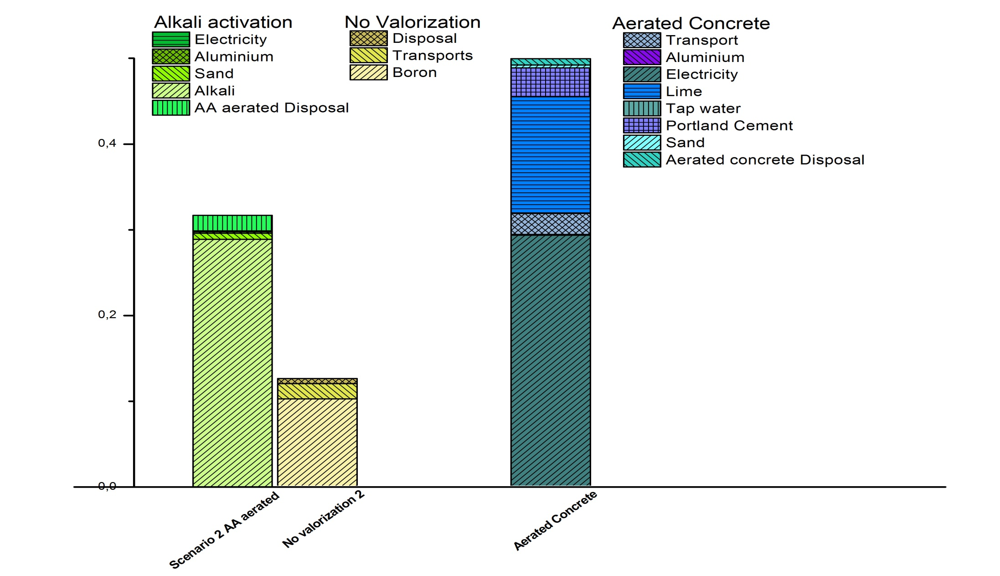 Alkali activation
Electricity
Aluminium
Sand
Alkali
AA aerated Disposal
No Valorization
Disposal
Transports
Boron
Aerated Concrete
Transport
Aluminium
Electricity
Lime
Tap water
Portland Cement
Sand
Aerated concrete Disposal
0,4
0,2
0,0
Scenario 2 AA aerated
No valorization 2
Aerated Concrete